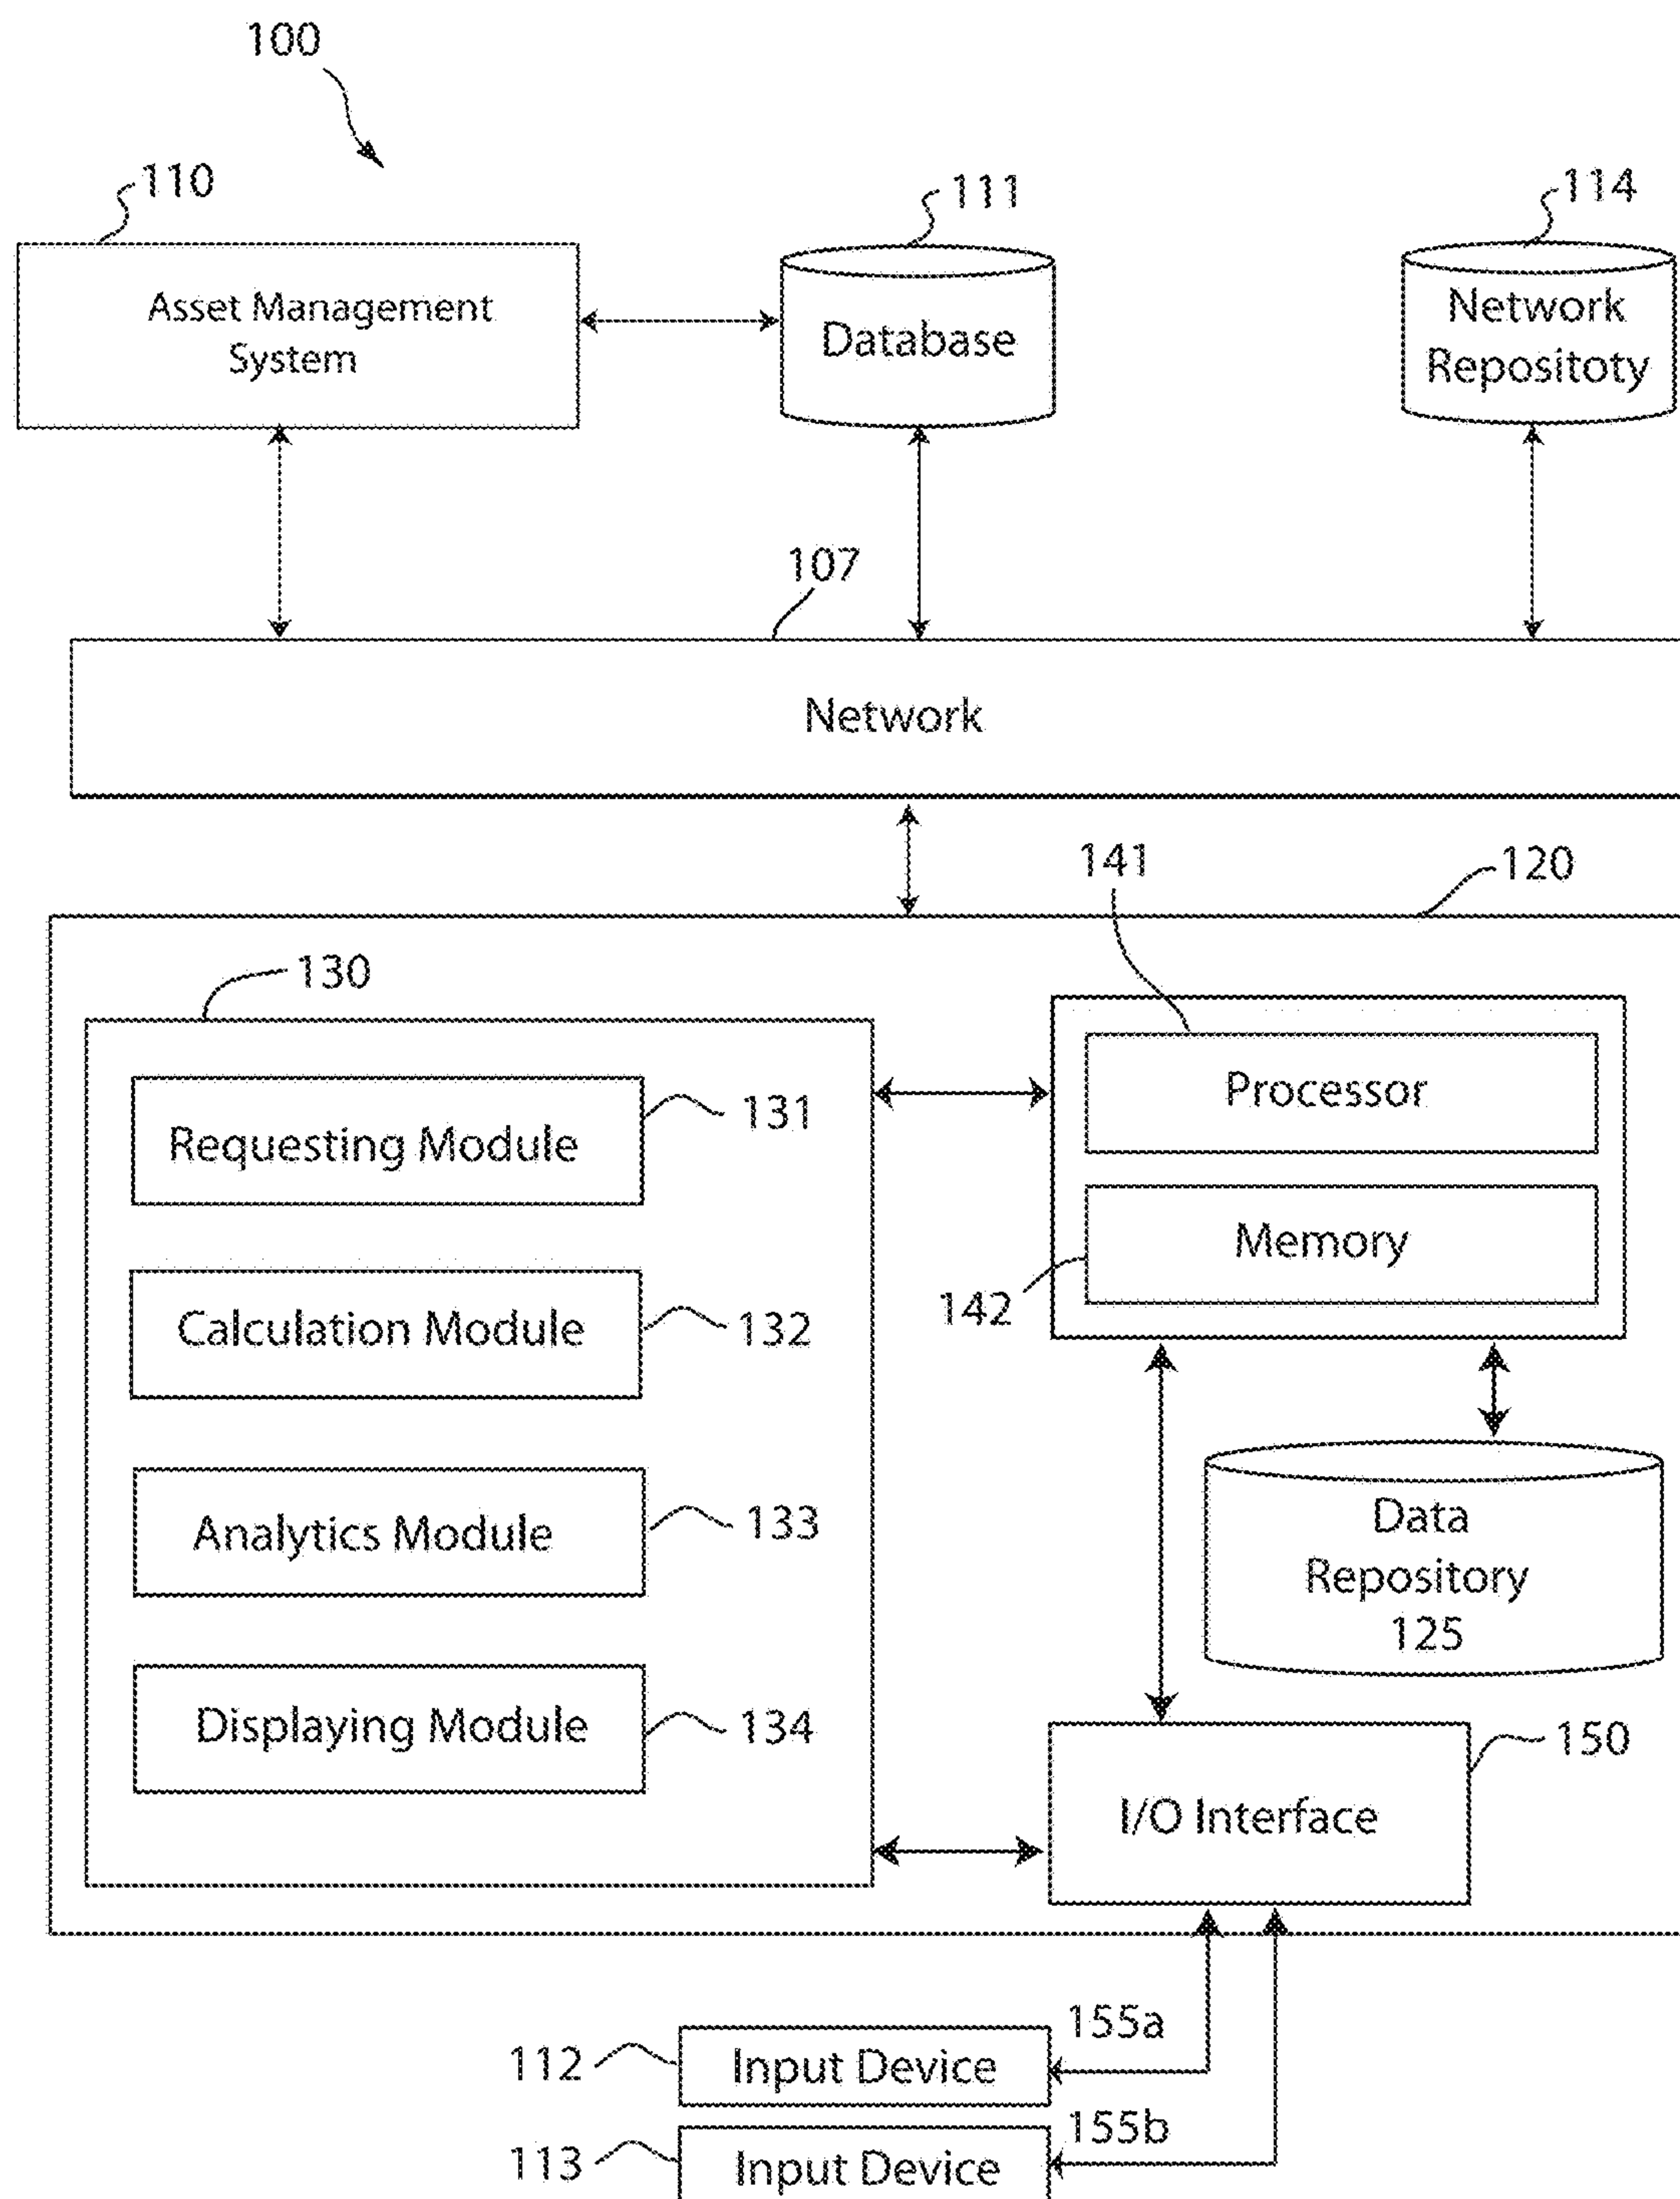 100
110
111
114
Asset Management
System
Database
Network
Repositoty
107
Network
141
120
130
Processor
131
Requesting Module
Memory
142
Calculation Module
132
Data
Repository
125
Analytics Module
133
Displaying Module
134
150
I/O Interface
155a
112
Input Device
155b
113
Input Device